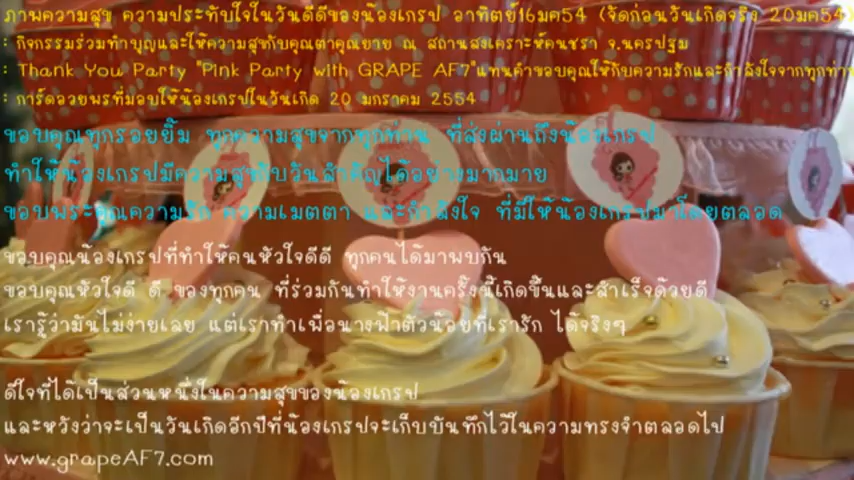 ภาพความสุข ความประทับใจในวันดีดีของน้องเกรป อาทิตย์16มค54 (จัดก่อนวันเกิดจริง 20มค54)
: กิจกรรมร่วมทำบุญและให้ความสุขกับคุณตาคุณยาย ณ สถานสงเคราะห์คนชรา จ.นครปฐม
: Thank You Party "Pink Party with GRAPE AF7"แทนคำขอบคุณให้กับความรักและกำลังใจจากทุกท่าน
: การ์ดอวยพรที่มอบให้น้องเกรปในวันเกิด 20 มกราคม 2554
ขอบคุณทุกรอยยิ้ม ทุกความสุขจากทุกท่าน ที่ส่งผ่านถึงน้องเกรป
ทำให้น้องเกรปมีความสุขกับวันสำคัญได้อย่างมากมาย
ขอบพระคุณความรัก ความเมตตา และกำลังใจ ที่มีให้น้องเกรปมาโดยตลอด
ขอบคุณน้องเกรปที่ทำให้คนหัวใจดีดี ทุกคนได้มาพบกัน
ขอบคุณหัวใจดี ดี ของทุกคน ที่ร่วมกันทำให้งานครั้งนี้เกิดขึ้นและสำเร็จด้วยดี
เรารู้ว่ามันไม่ง่ายเลย แต่เราทำเพื่อนางฟ้าตัวน้อยที่เรารัก ได้จริงๆ
ดีใจที่ได้เป็นส่วนหนึ่งในความสุขของน้องเกรป
และหวังว่าจะเป็นวันเกิดอีกปีที่น้องเกรปจะเก็บบันทึกไว้ในความทรงจำตลอดไป
www.grapeAF7.com